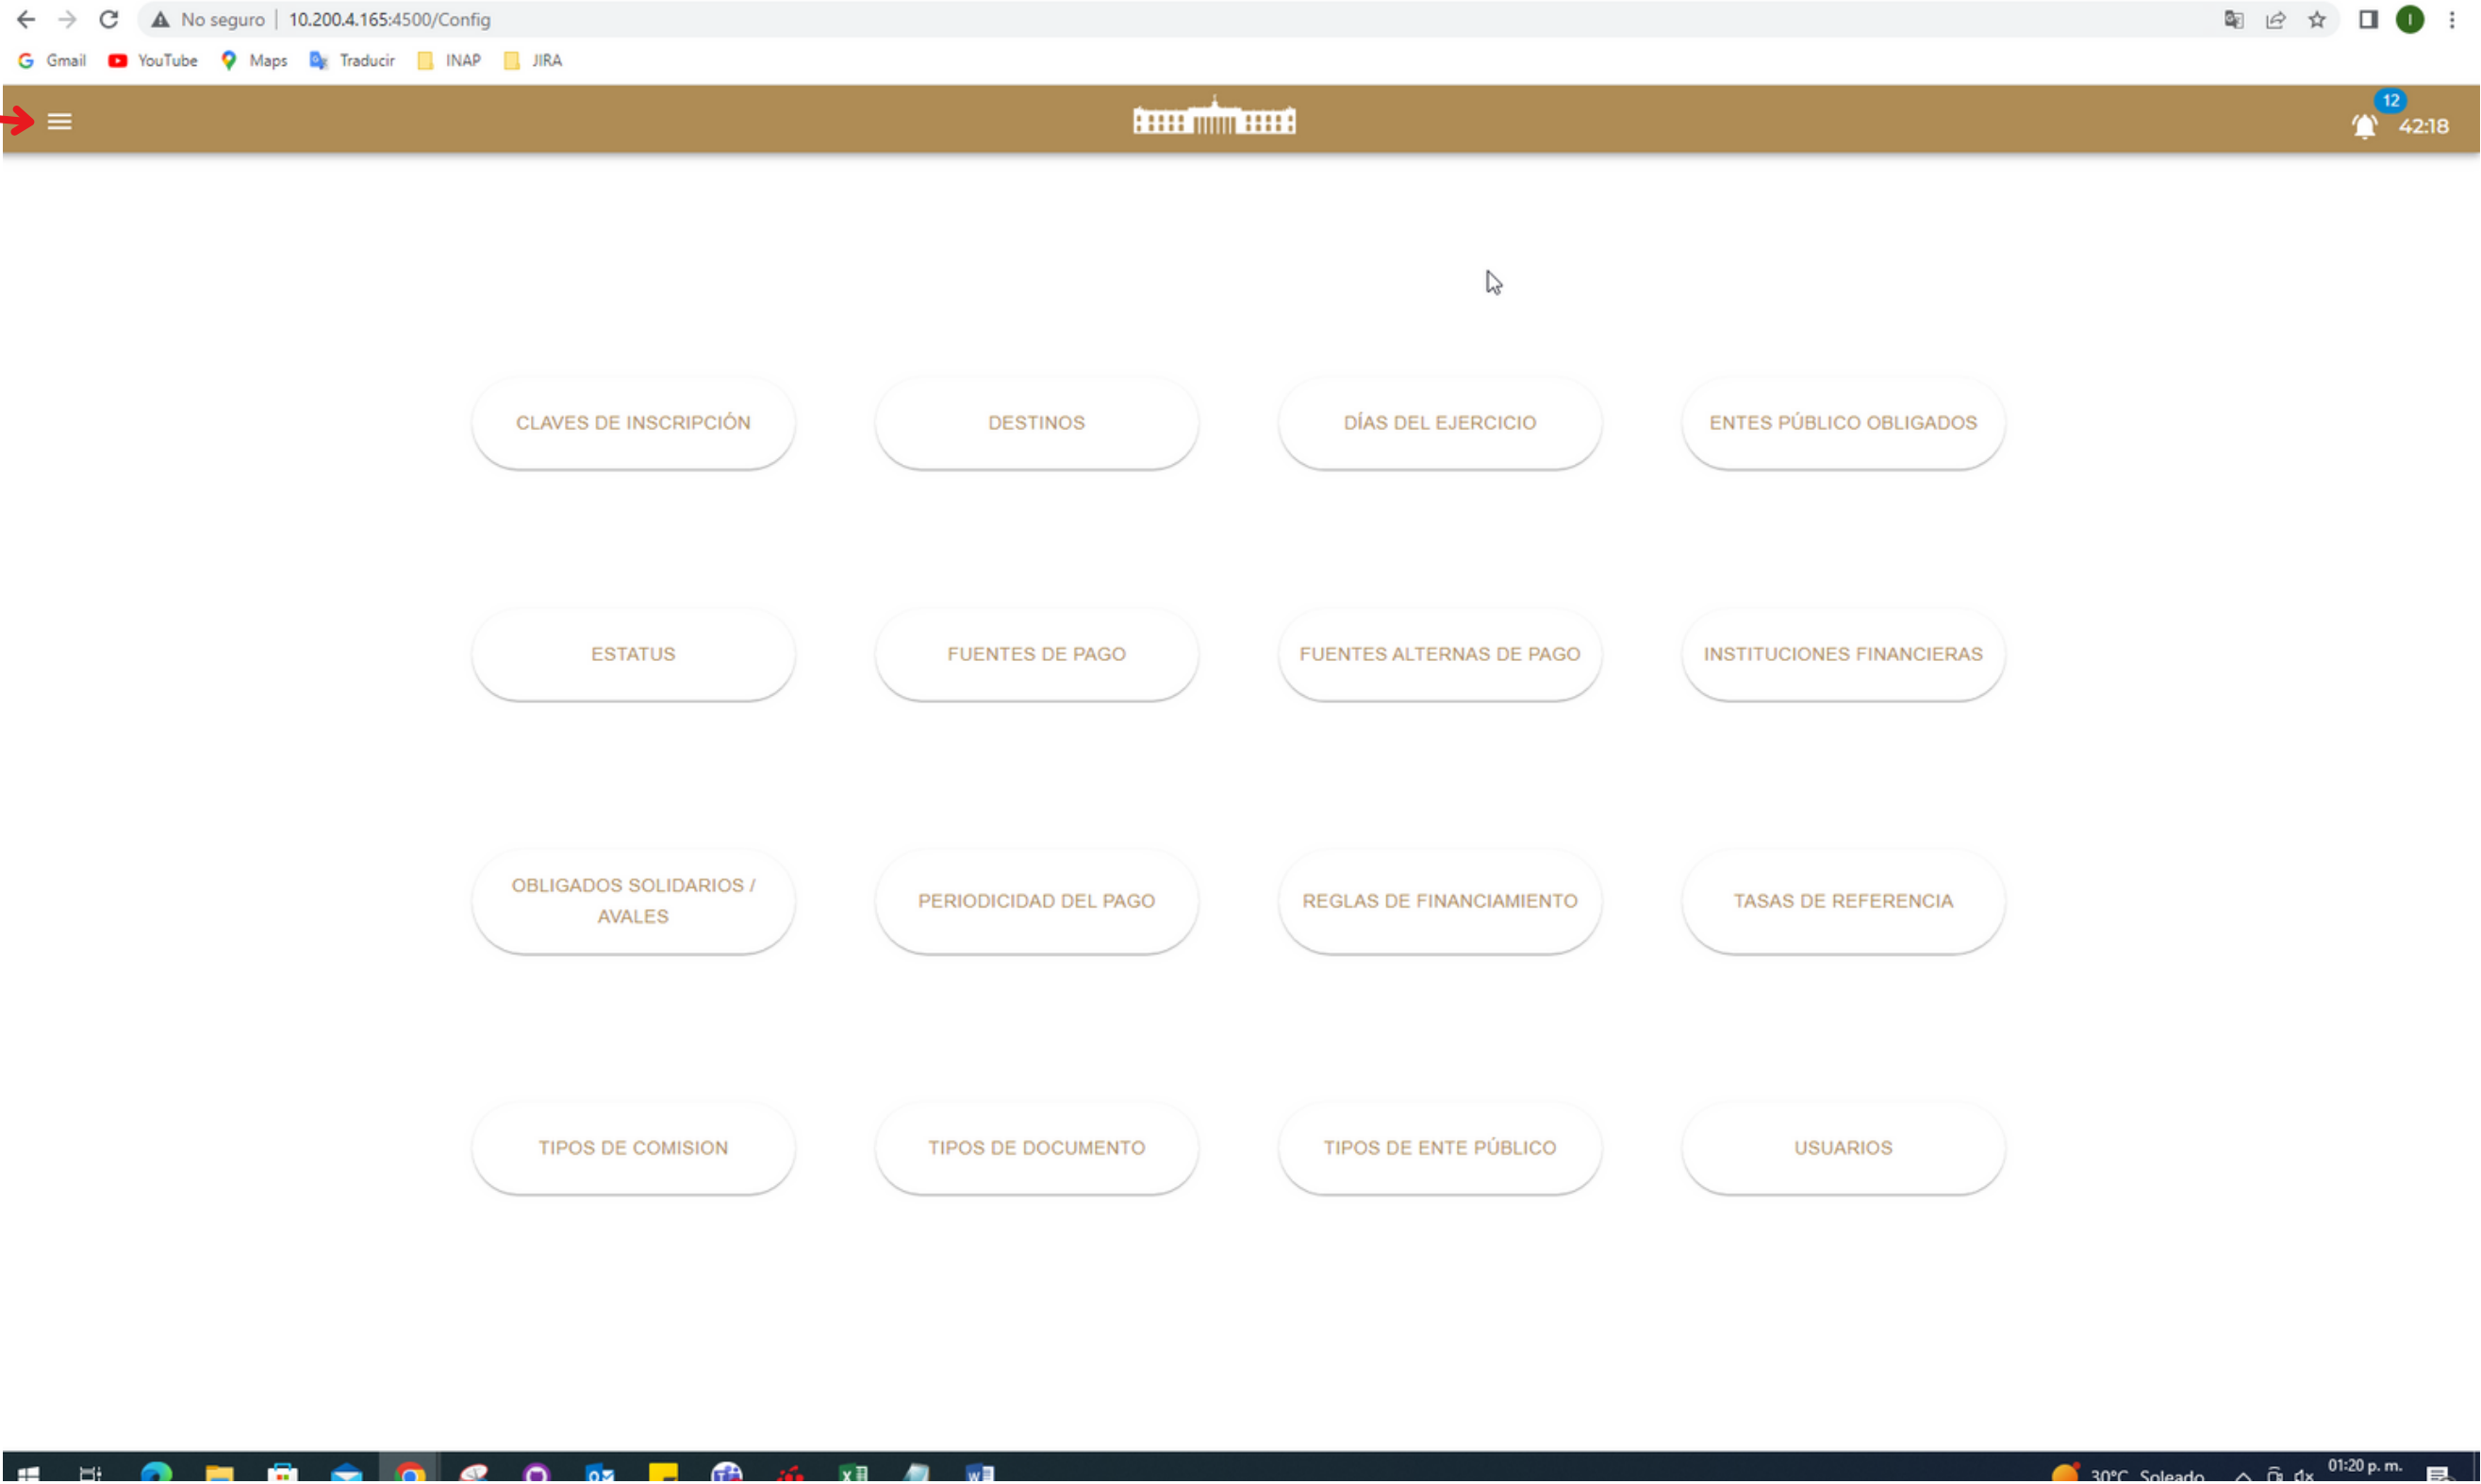 No seguro | 10.200.4.165:4500/Config
Gmail YouTube Maps Traducir INAP JIRA
12
42:18
CLAVES DE INSCRIPCIÓN DESTINOS DÍAS DEL EJERCICIO ENTES PÚBLICO OBLIGADOS
ESTATUS FUENTES DE PAGO FUENTES ALTERNAS DE PAGO INSTITUCIONES FINANCIERAS
OBLIGADOS SOLIDARIOS /
AVALES
PERIODICIDAD DEL PAGO REGLAS DE FINANCIAMIENTO TASAS DE REFERENCIA
TIPOS DE COMISION TIPOS DE DOCUMENTO TIPOS DE ENTE PÚBLICO USUARIOS
30°C Soleado 01:20 p. m.